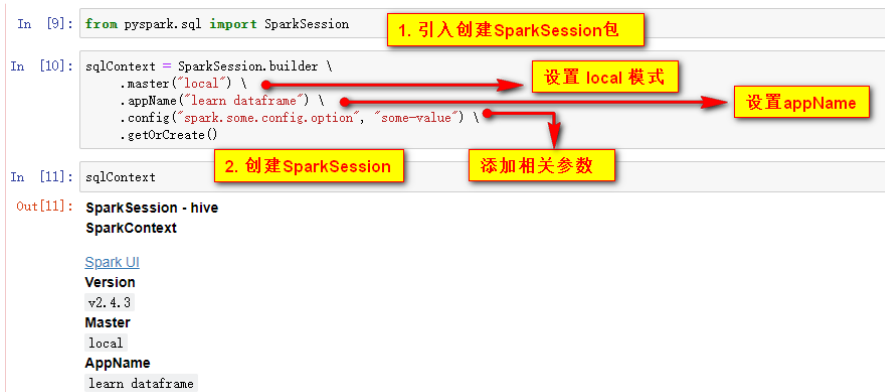 In [9]: from pyspark.sql import SparkSession
1. 引入创建SparkSession包
In [10]: sqlContext = SparkSession.builder \
.master("local") \
设置 local 模式
.appName("learn dataframe") \
设置appName
.config("spark.some.config.option", "some-value") \
.getOrCreate()
2. 创建SparkSession
添加相关参数
In [11]: sqlContext
Out[11]: SparkSession - hive
SparkContext
Spark UI
Version
v2.4.3
Master
local
AppName
learn dataframe